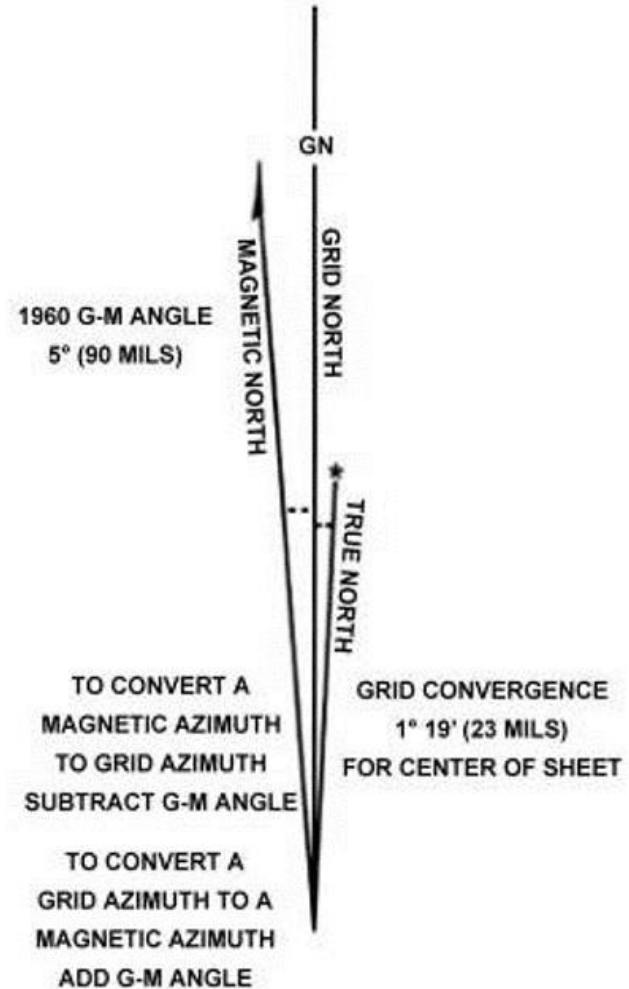 GN
GRID NORTH
MAGNETIC NORTH
1960 G-M ANGLE
5° (90 MILS)
*
TRUE NORTH
TO CONVERT A
MAGNETIC AZIMUTH
TO GRID AZIMUTH
SUBTRACT G-M ANGLE
GRID CONVERGENCE
1° 19' (23 MILS)
FOR CENTER OF SHEET
TO CONVERT A
GRID AZIMUTH TO A
MAGNETIC AZIMUTH
ADD G-M ANGLE